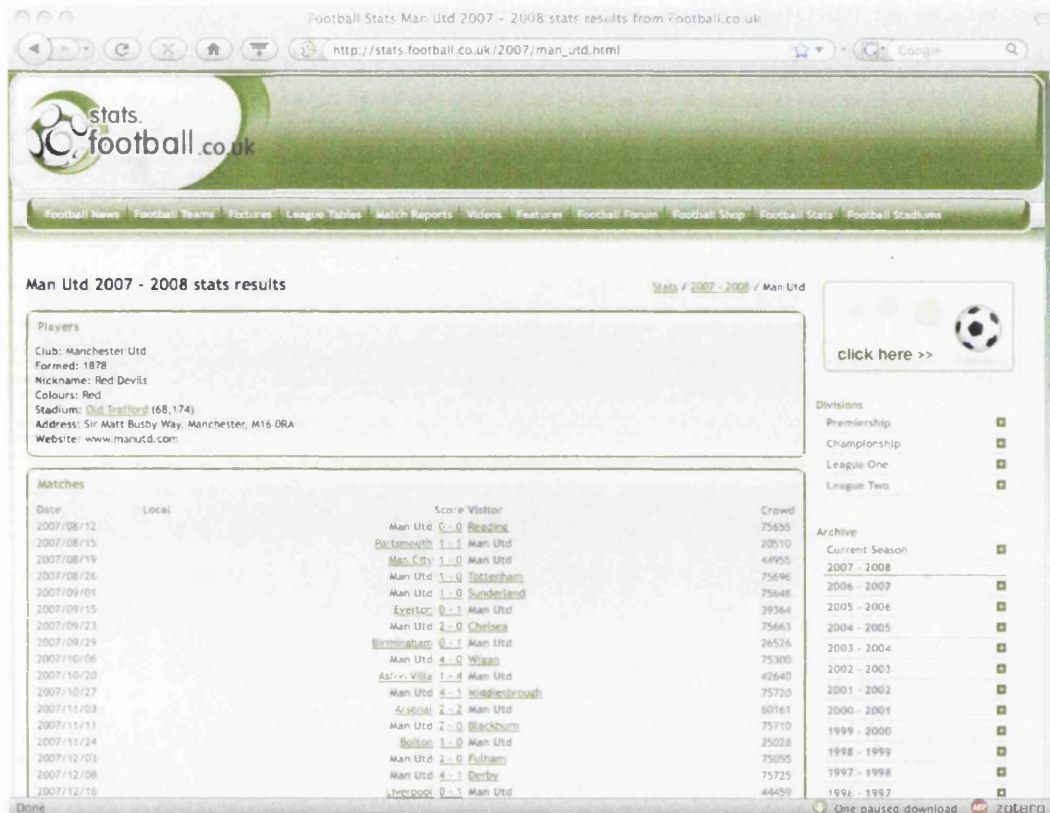 Football Stats Man Utd 2007 - 2008 stats results from Football.co.uk
http://stats.football.co.uk/2007/man_utd.html
Google
stats.
football.co.uk
Football News Football Teams Fixtures League Tables Match Reports Videos Features Football Forum Football Shop Football Stats Football Stadiums
Man Utd 2007 - 2008 stats results
Stats / 2007 - 2008 / Man Utd
Players
Club: Manchester Utd
Formed: 1878
Nickname: Red Devils
Colours: Red
Stadium: Old Trafford (68,174)
Address: Sir Matt Busby Way, Manchester, M16 0RA
Website: www.manutd.com
Matches
Date Local Score Visitor Crowd
2007/08/12 Man Utd 0 - 0 Reading 75655
2007/08/15 Portsmouth 1 - 1 Man Utd 20510
2007/08/19 Man City 1 - 0 Man Utd 44955
2007/08/26 Man Utd 1 - 0 Tottenham 75696
2007/09/01 Man Utd 1 - 0 Sunderland 75648
2007/09/15 Everton 0 - 1 Man Utd 39364
2007/09/23 Man Utd 2 - 0 Chelsea 75663
2007/09/29 Birmingham 0 - 1 Man Utd 26526
2007/10/06 Man Utd 4 - 0 Wigan 75300
2007/10/20 Aston Villa 1 - 4 Man Utd 42640
2007/10/27 Man Utd 4 - 1 Middlesbrough 75720
2007/11/03 Arsenal 2 - 2 Man Utd 60161
2007/11/11 Man Utd 2 - 0 Blackburn 75710
2007/11/24 Bolton 1 - 0 Man Utd 25028
2007/12/03 Man Utd 2 - 0 Fulham 75055
2007/12/08 Man Utd 4 - 1 Derby 75725
2007/12/16 Liverpool 0 - 1 Man Utd 44459
click here >>
Divisions
Premiership
Championship
League One
League Two
Archive
Current Season
2007 - 2008
2006 - 2007
2005 - 2006
2004 - 2005
2003 - 2004
2002 - 2003
2001 - 2002
2000 - 2001
1999 - 2000
1998 - 1999
1997 - 1998
1996 - 1997
Done
One paused download ABP zotero